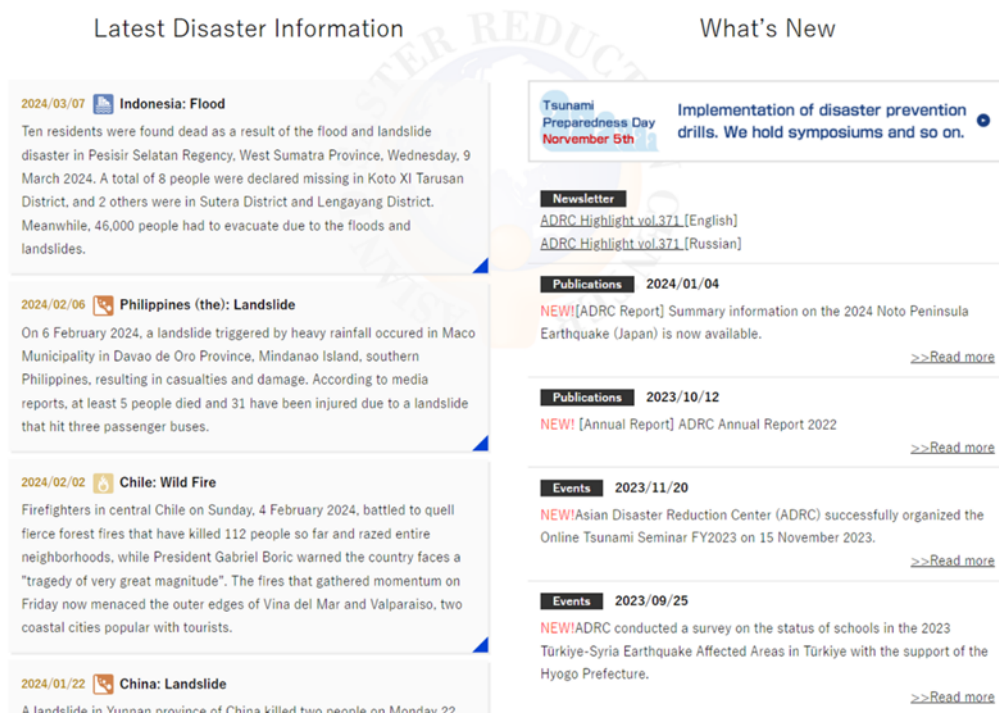 Latest Disaster Information
2024/03/07 Indonesia: Flood
Ten residents were found dead as a result of the flood and landslide
disaster in Pesisir Selatan Regency, West Sumatra Province, Wednesday, 9
March 2024. A total of 8 people were declared missing in Koto XI Tarusan
District, and 2 others were in Sutera District and Lengayang District.
Meanwhile, 46,000 people had to evacuate due to the floods and
landslides.
2024/02/06 Philippines (the): Landslide
On 6 February 2024, a landslide triggered by heavy rainfall occured in Maco
Municipality in Davao de Oro Province, Mindanao Island, southern
Philippines, resulting in casualties and damage. According to media
reports, at least 5 people died and 31 have been injured due to a landslide
that hit three passenger buses.
2024/02/02 Chile: Wild Fire
Firefighters in central Chile on Sunday, 4 February 2024, battled to quell
fierce forest fires that have killed 112 people so far and razed entire
neighborhoods, while President Gabriel Boric warned the country faces a
"tragedy of very great magnitude". The fires that gathered momentum on
Friday now menaced the outer edges of Vina del Mar and Valparaiso, two
coastal cities popular with tourists.
2024/01/22 China: Landslide
A landslide in Yunnan province of China killed two people on Monday 22
What's New
Tsunami
Preparedness Day
Norvember 5th
Implementation of disaster prevention
drills. We hold symposiums and so on.
Newsletter
ADRC Highlight vol.371 [English]
ADRC Highlight vol.371 [Russian]
Publications 2024/01/04
NEW![ADRC Report] Summary information on the 2024 Noto Peninsula
Earthquake (Japan) is now available.
>>Read more
Publications 2023/10/12
NEW! [Annual Report] ADRC Annual Report 2022
>>Read more
Events 2023/11/20
NEW!Asian Disaster Reduction Center (ADRC) successfully organized the
Online Tsunami Seminar FY2023 on 15 November 2023.
>>Read more
Events 2023/09/25
NEW!ADRC conducted a survey on the status of schools in the 2023
Türkiye-Syria Earthquake Affected Areas in Türkiye with the support of the
Hyogo Prefecture.
>>Read more